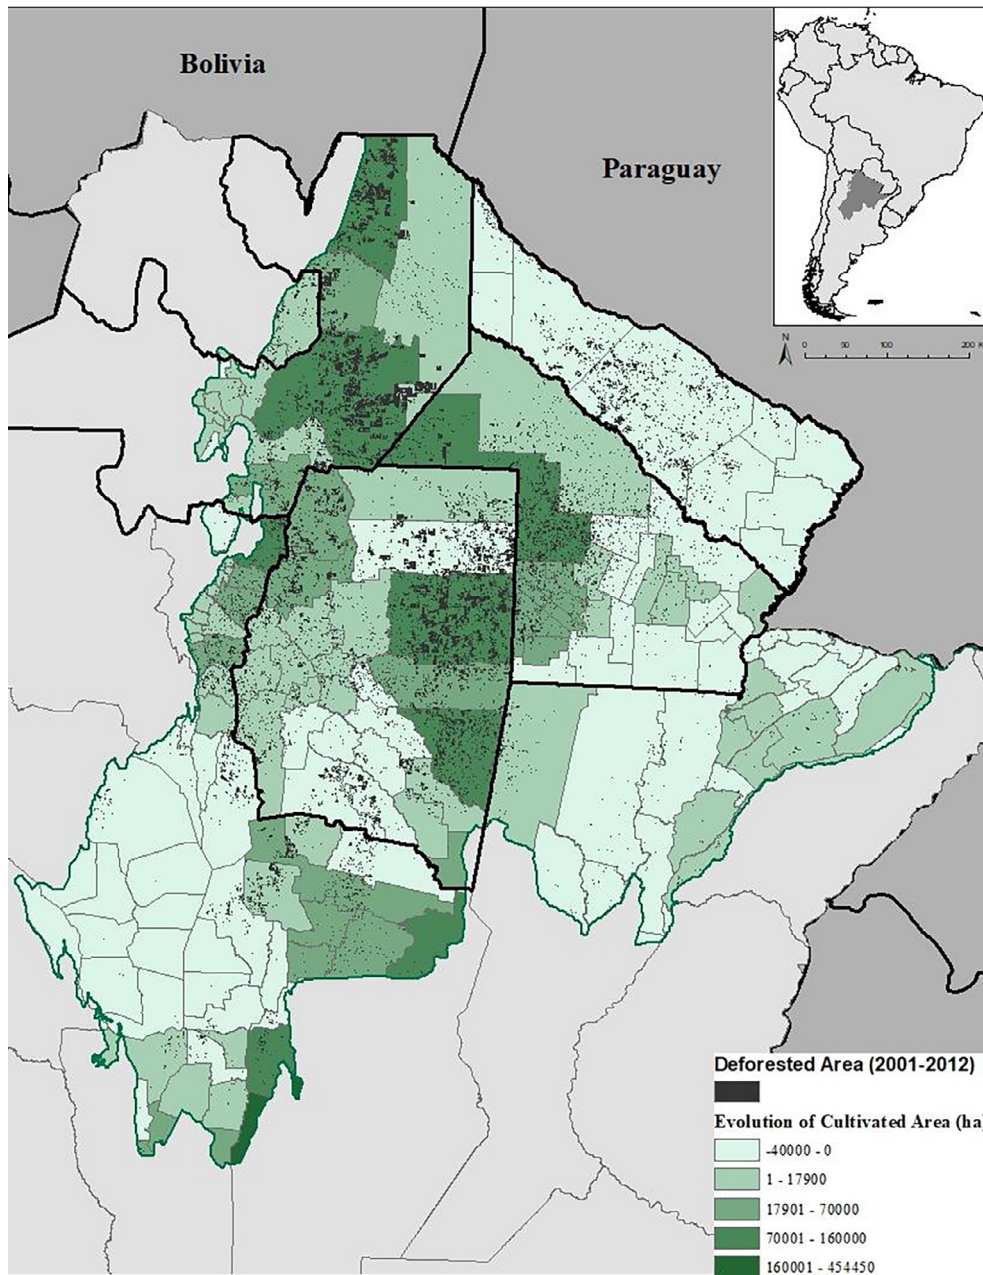 Bolivia
Paraguay
N
0 50 100 200
Deforested Area (2001-2012)
Evolution of Cultivated Area (ha)
-40000 - 0
1 - 17900
17901 - 70000
70001 - 160000
160001 - 454450